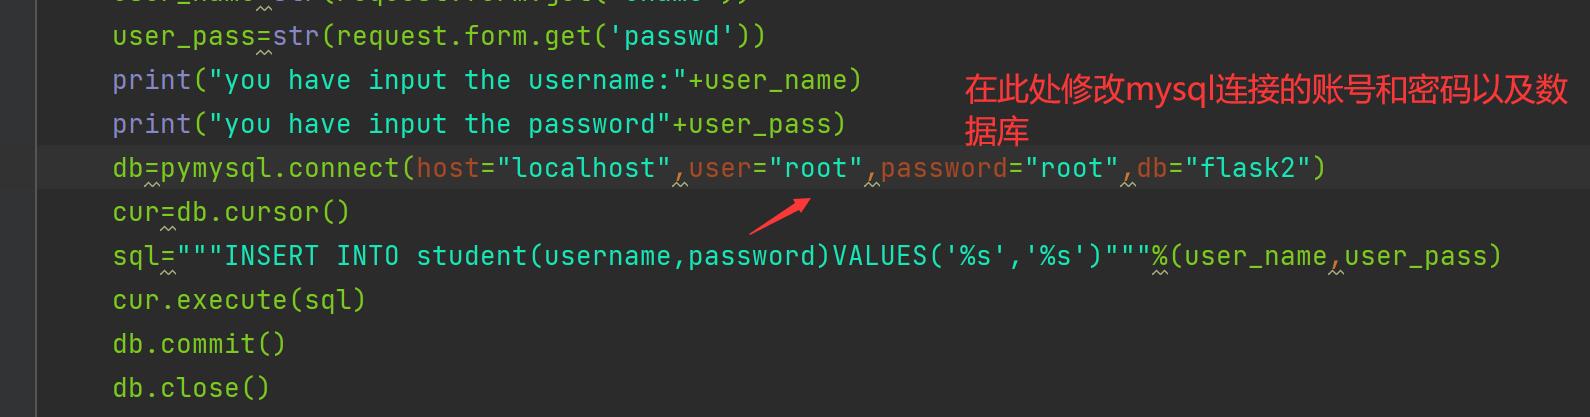 user_pass=str(request.form.get('passwd'))
print("you have input the username:"+user_name)
在此处修改mysql连接的账号和密码以及数
据库
print("you have input the password"+user_pass)
db=pymysql.connect(host="localhost",user="root",password="root",db="flask2")
cur=db.cursor()
sql="""INSERT INTO student(username,password)VALUES('%s','%s')"""%(user_name,user_pass)
cur.execute(sql)
db.commit()
db.close()